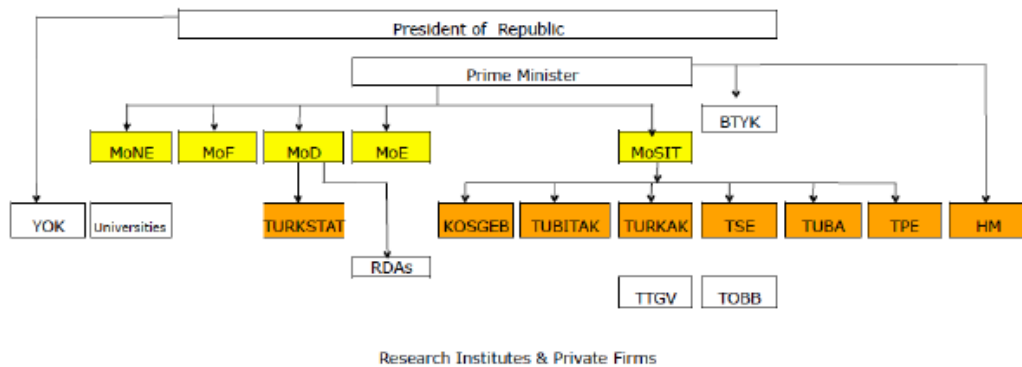 President of Republic
Prime Minister
BTYK
MoNE
MoF
MoD
MoE
MoSIT
YOK
Universities
TURKSTAT
KOSGEB
TUBITAK
TURKAK
TSE
TUBA
TPE
HM
RDAs
TTGV
TOBB
Research Institutes & Private Firms